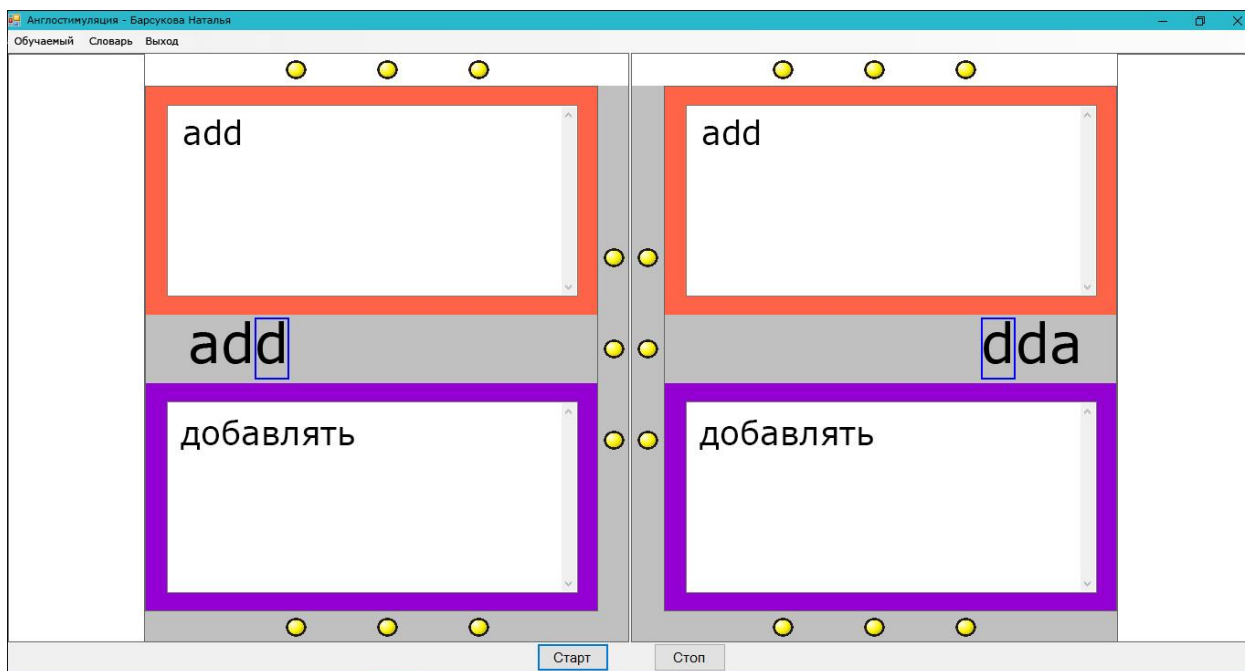 Англостимуляция - Барсукова Наталья
Обучаемый Словарь Выход
add
add
add
dda
добавлять
добавлять
Старт
Стоп